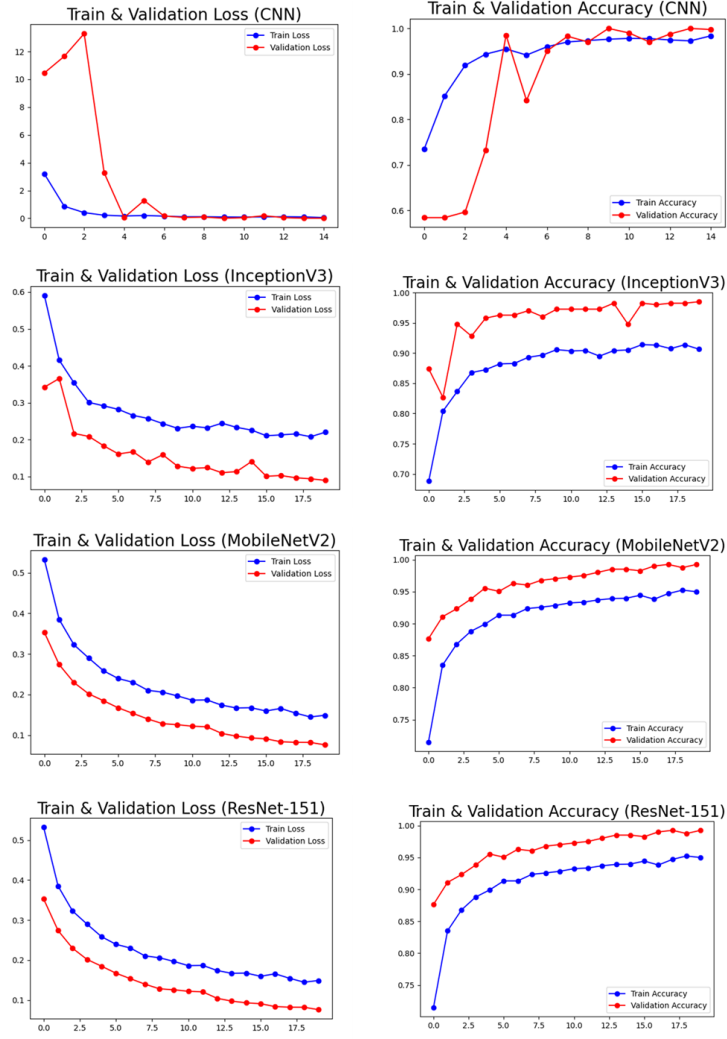 Train & Validation Loss (CNN)
Train Loss
Validation Loss
12
10
8
6
4
2
0
0 2 4 6 8 10 12 14
Train & Validation Accuracy (CNN)
1.0
0.9
0.8
0.7
0.6
Train Accuracy
Validation Accuracy
0 2 4 6 8 10 12 14
Train & Validation Loss (InceptionV3)
0.6
Train Loss
Validation Loss
0.5
0.4
0.3
0.2
0.1
0.0 2.5 5.0 7.5 10.0 12.5 15.0 17.5
Train & Validation Accuracy (InceptionV3)
1.00
0.95
0.90
0.85
0.80
0.75
0.70
Train Accuracy
Validation Accuracy
0.0 2.5 5.0 7.5 10.0 12.5 15.0 17.5
Train & Validation Loss (MobileNetV2)
Train Loss
Validation Loss
0.5
0.4
0.3
0.2
0.1
0.0 2.5 5.0 7.5 10.0 12.5 15.0 17.5
Train & Validation Accuracy (MobileNetV2)
1.00
0.95
0.90
0.85
0.80
0.75
Train Accuracy
Validation Accuracy
0.0 2.5 5.0 7.5 10.0 12.5 15.0 17.5
Train & Validation Loss (ResNet-151)
Train Loss
Validation Loss
0.5
0.4
0.3
0.2
0.1
0.0 2.5 5.0 7.5 10.0 12.5 15.0 17.5
Train & Validation Accuracy (ResNet-151)
1.00
0.95
0.90
0.85
0.80
0.75
Train Accuracy
Validation Accuracy
0.0 2.5 5.0 7.5 10.0 12.5 15.0 17.5